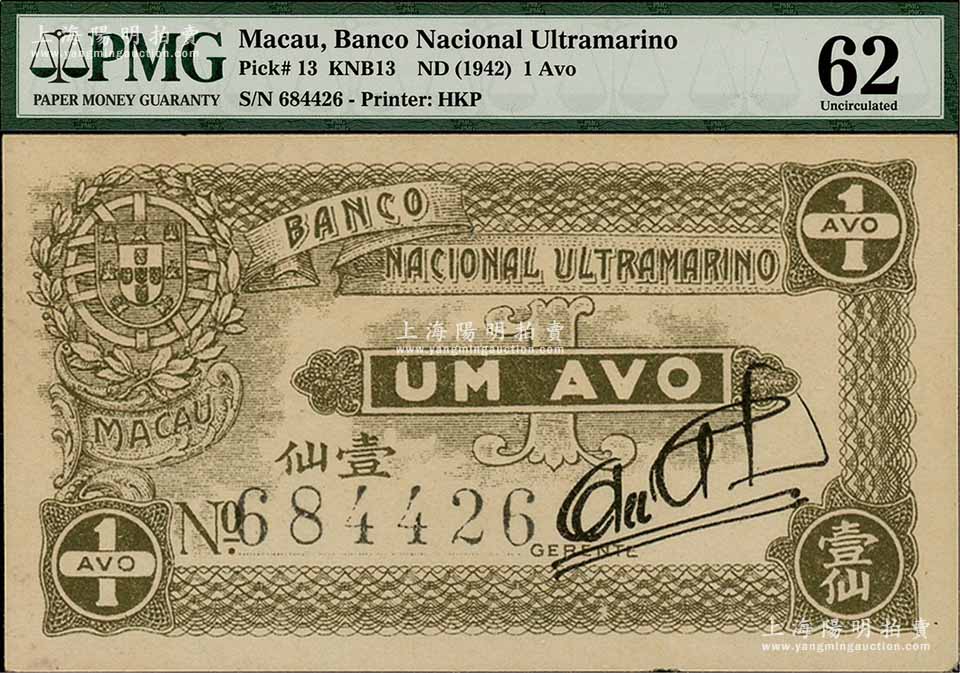 PMG
PAPER MONEY GUARANTY
Macau, Banco Nacional Ultramarino
Pick# 13 KNB13 ND (1942) 1 Avo
S/N 684426 - Printer: HKP
62
Uncirculated
上海陽明拍賣
www.yangmingauction.com
BANCO
NACIONAL ULTRAMARINO
1
AVO
上海陽明拍賣
www.yangmingauction.com
1
UM AVO
MACAU
仙壹
Nº 684426
GERENTE
1
AVO
壹
仙
上海陽明拍賣
www.yangmingauction.com